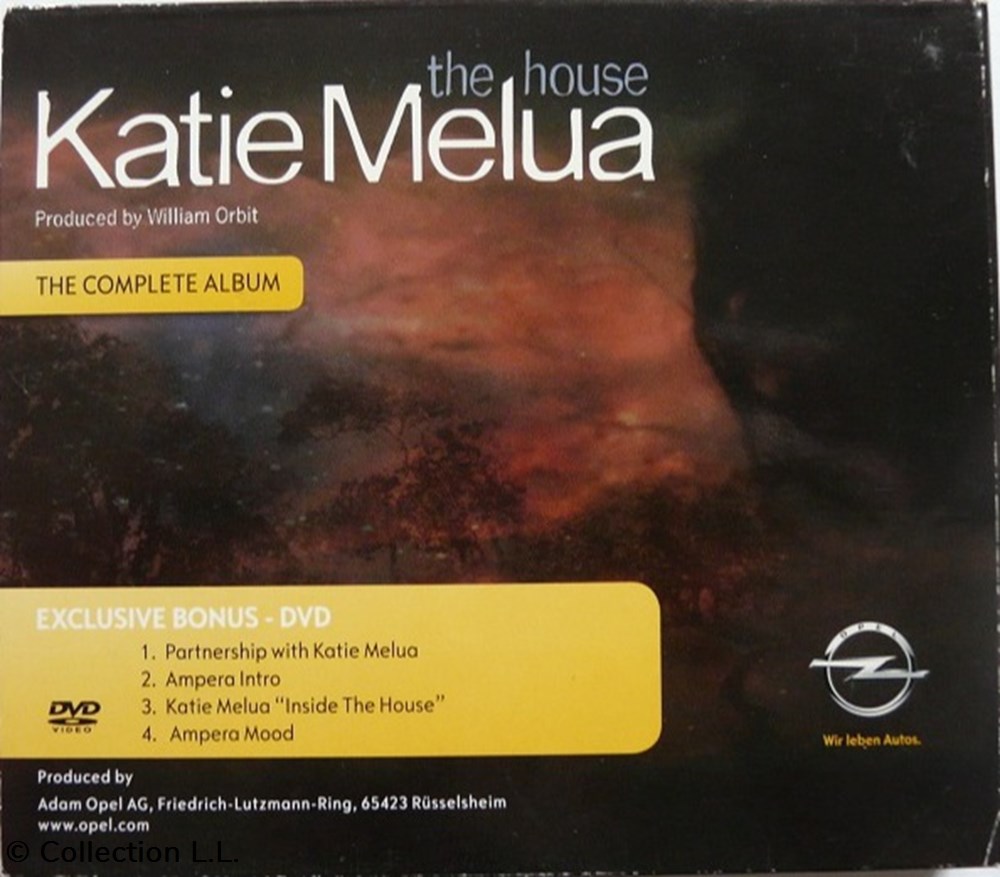 the house
Katie Melua
Produced by William Orbit
THE COMPLETE ALBUM
EXCLUSIVE BONUS - DVD
1. Partnership with Katie Melua
2. Ampera Intro
3. Katie Melua “Inside The House”
4. Ampera Mood
DVD
VIDEO
OPEL
Wir leben Autos.
Produced by
Adam Opel AG, Friedrich-Lutzmann-Ring, 65423 Rüsselsheim
www.opel.com
© Collection L.L.